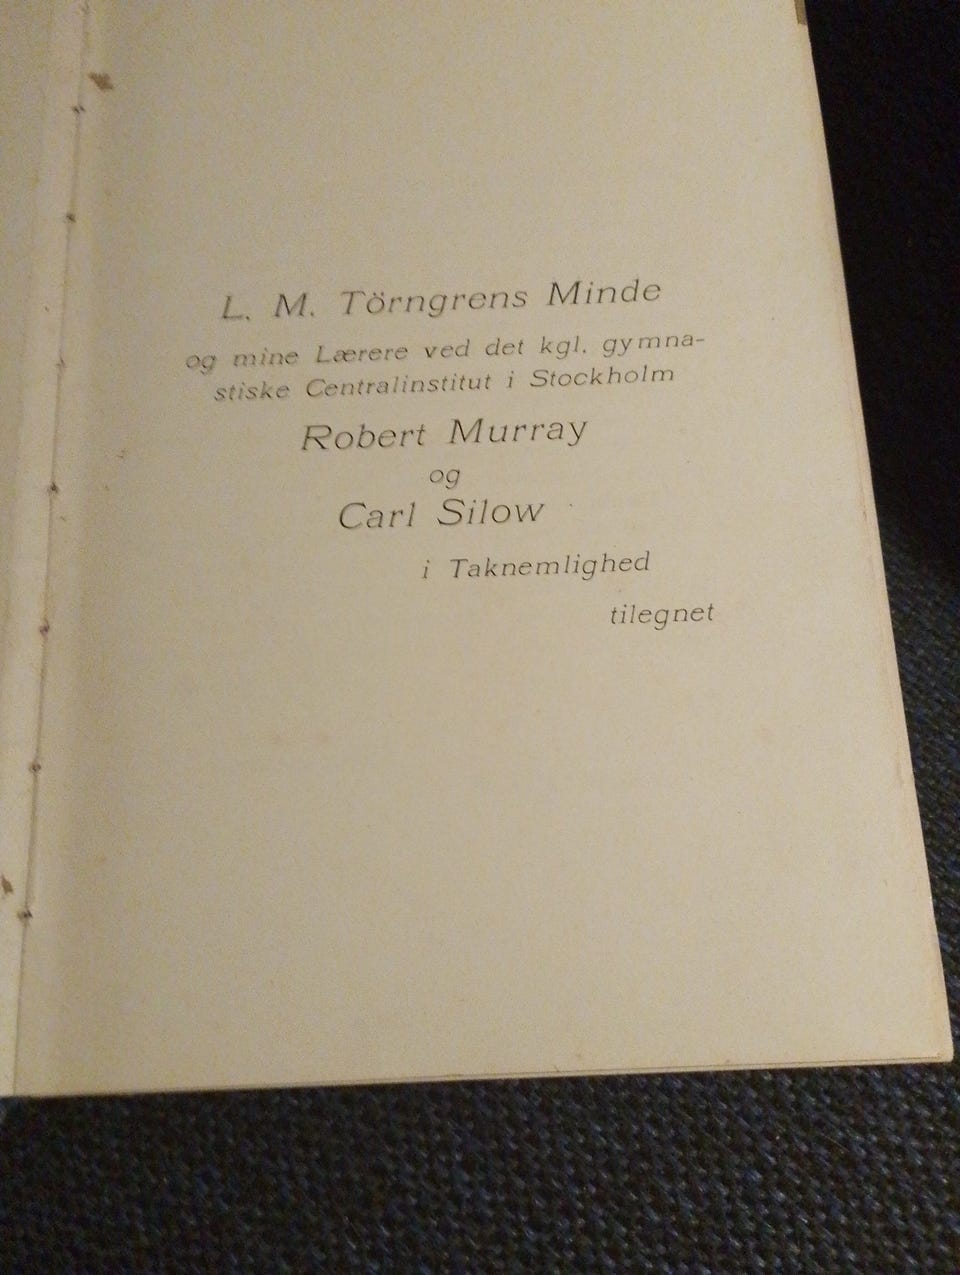 L. M. Törngrens Minde
og mine Lærere ved det kgl. gymna-
stiske Centralinstitut i Stockholm
Robert Murray
og
Carl Silow
i Taknemlighed
tilegnet